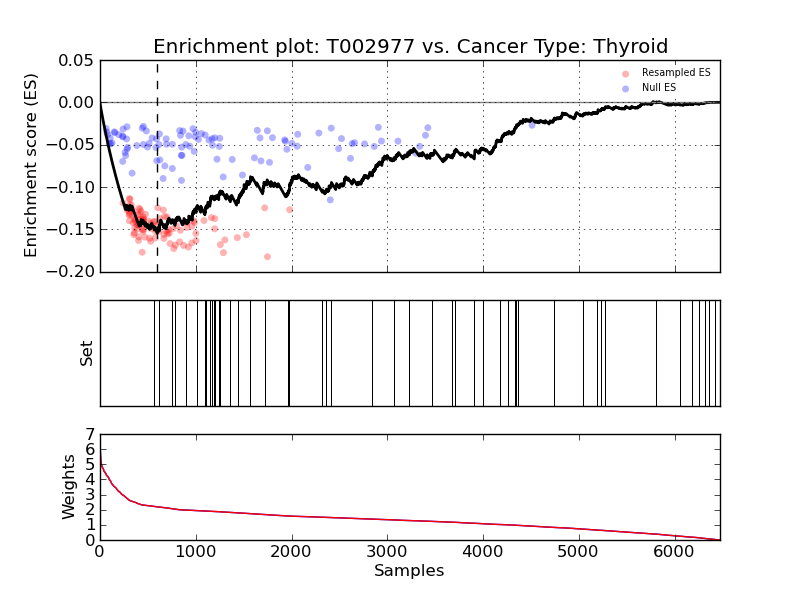 Enrichment plot: T002977 vs. Cancer Type: Thyroid
Enrichment score (ES)
0.05
0.00
−0.05
−0.10
−0.15
−0.20
Resampled ES
Null ES
Set
Weights
7
6
5
4
3
2
1
0
0 1000 2000 3000 4000 5000 6000
Samples